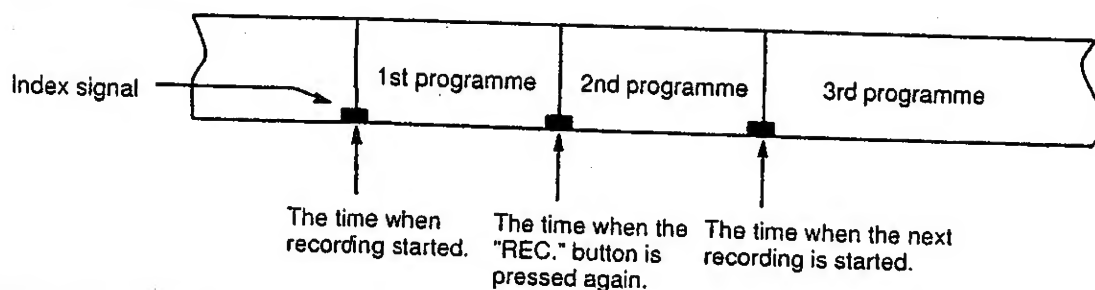 1st programme
2nd programme
3rd programme
Index signal
The time when
recording started.
The time when the
"REC." button is
pressed again.
The time when the next
recording is started.